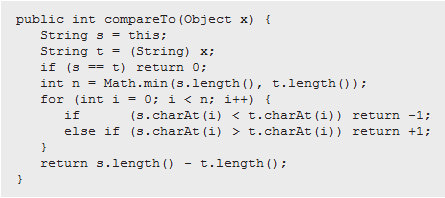 public int compareTo(Object x) {
   String s = this;
   String t = (String) x;
   if (s == t) return 0;
   int n = Math.min(s.length(), t.length());
   for (int i = 0; i < n; i++) {
      if      (s.charAt(i) < t.charAt(i)) return -1;
      else if (s.charAt(i) > t.charAt(i)) return +1;
   }
   return s.length() - t.length();
}